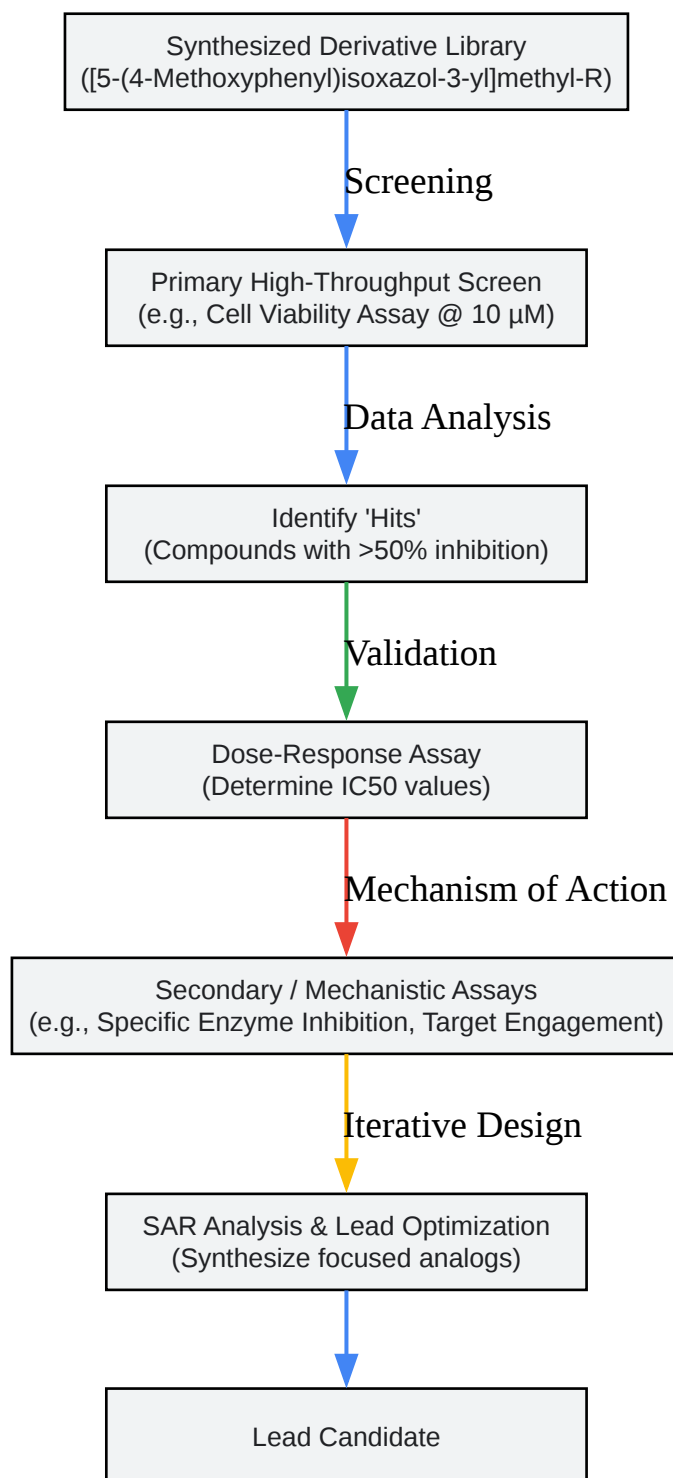 Synthesized Derivative Library
([5-(4-Methoxyphenyl)isoxazol-3-yl]methyl-R)
Screening
Primary High-Throughput Screen
(e.g., Cell Viability Assay @ 10 µM)
Data Analysis
Identify 'Hits'
(Compounds with >50% inhibition)
Validation
Dose-Response Assay
(Determine IC50 values)
Mechanism of Action
Secondary / Mechanistic Assays
(e.g., Specific Enzyme Inhibition, Target Engagement)
Iterative Design
SAR Analysis & Lead Optimization
(Synthesize focused analogs)
Lead Candidate